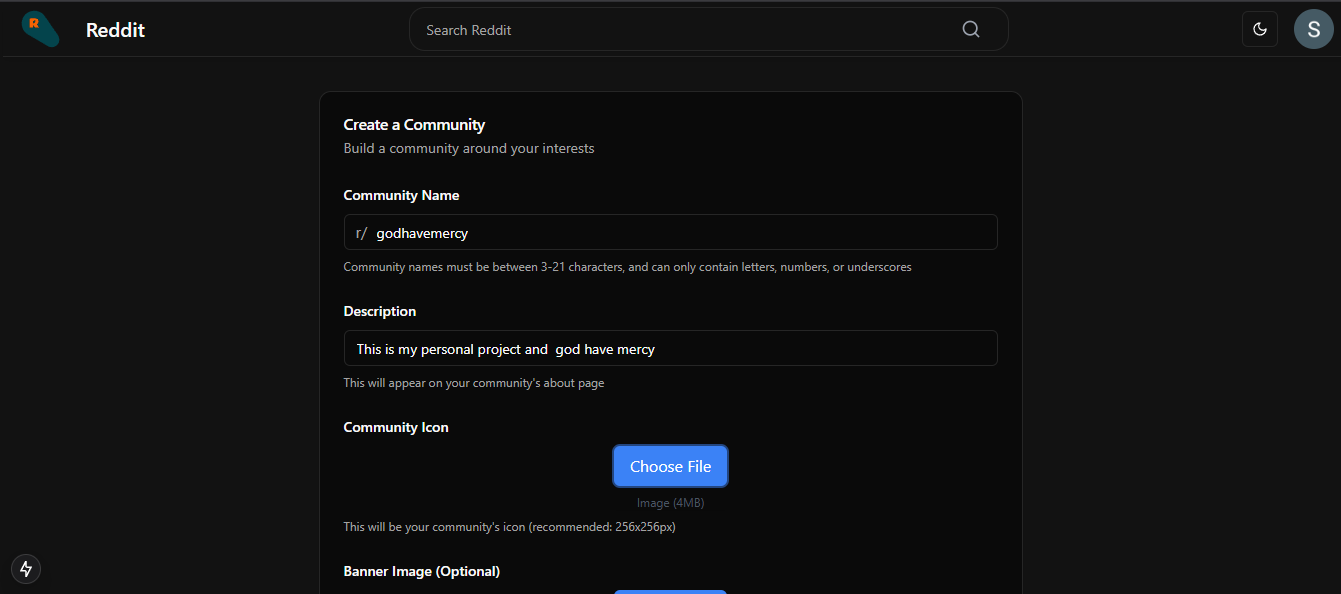 R
Reddit
Search Reddit
S
Create a Community
Build a community around your interests
Community Name
r/ godhavemercy
Community names must be between 3-21 characters, and can only contain letters, numbers, or underscores
Description
This is my personal project and  god have mercy
This will appear on your community's about page
Community Icon
Choose File
Image (4MB)
This will be your community's icon (recommended: 256x256px)
Banner Image (Optional)